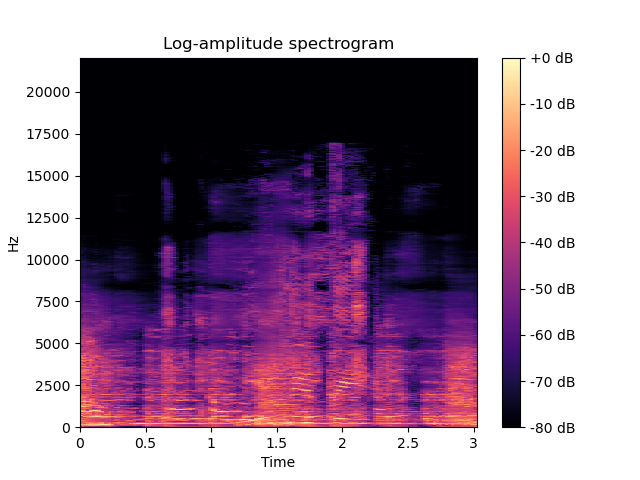 Log-amplitude spectrogram
Hz
20000
17500
15000
12500
10000
7500
5000
2500
0
0 0.5 1 1.5 2 2.5 3
Time
+0 dB
-10 dB
-20 dB
-30 dB
-40 dB
-50 dB
-60 dB
-70 dB
-80 dB